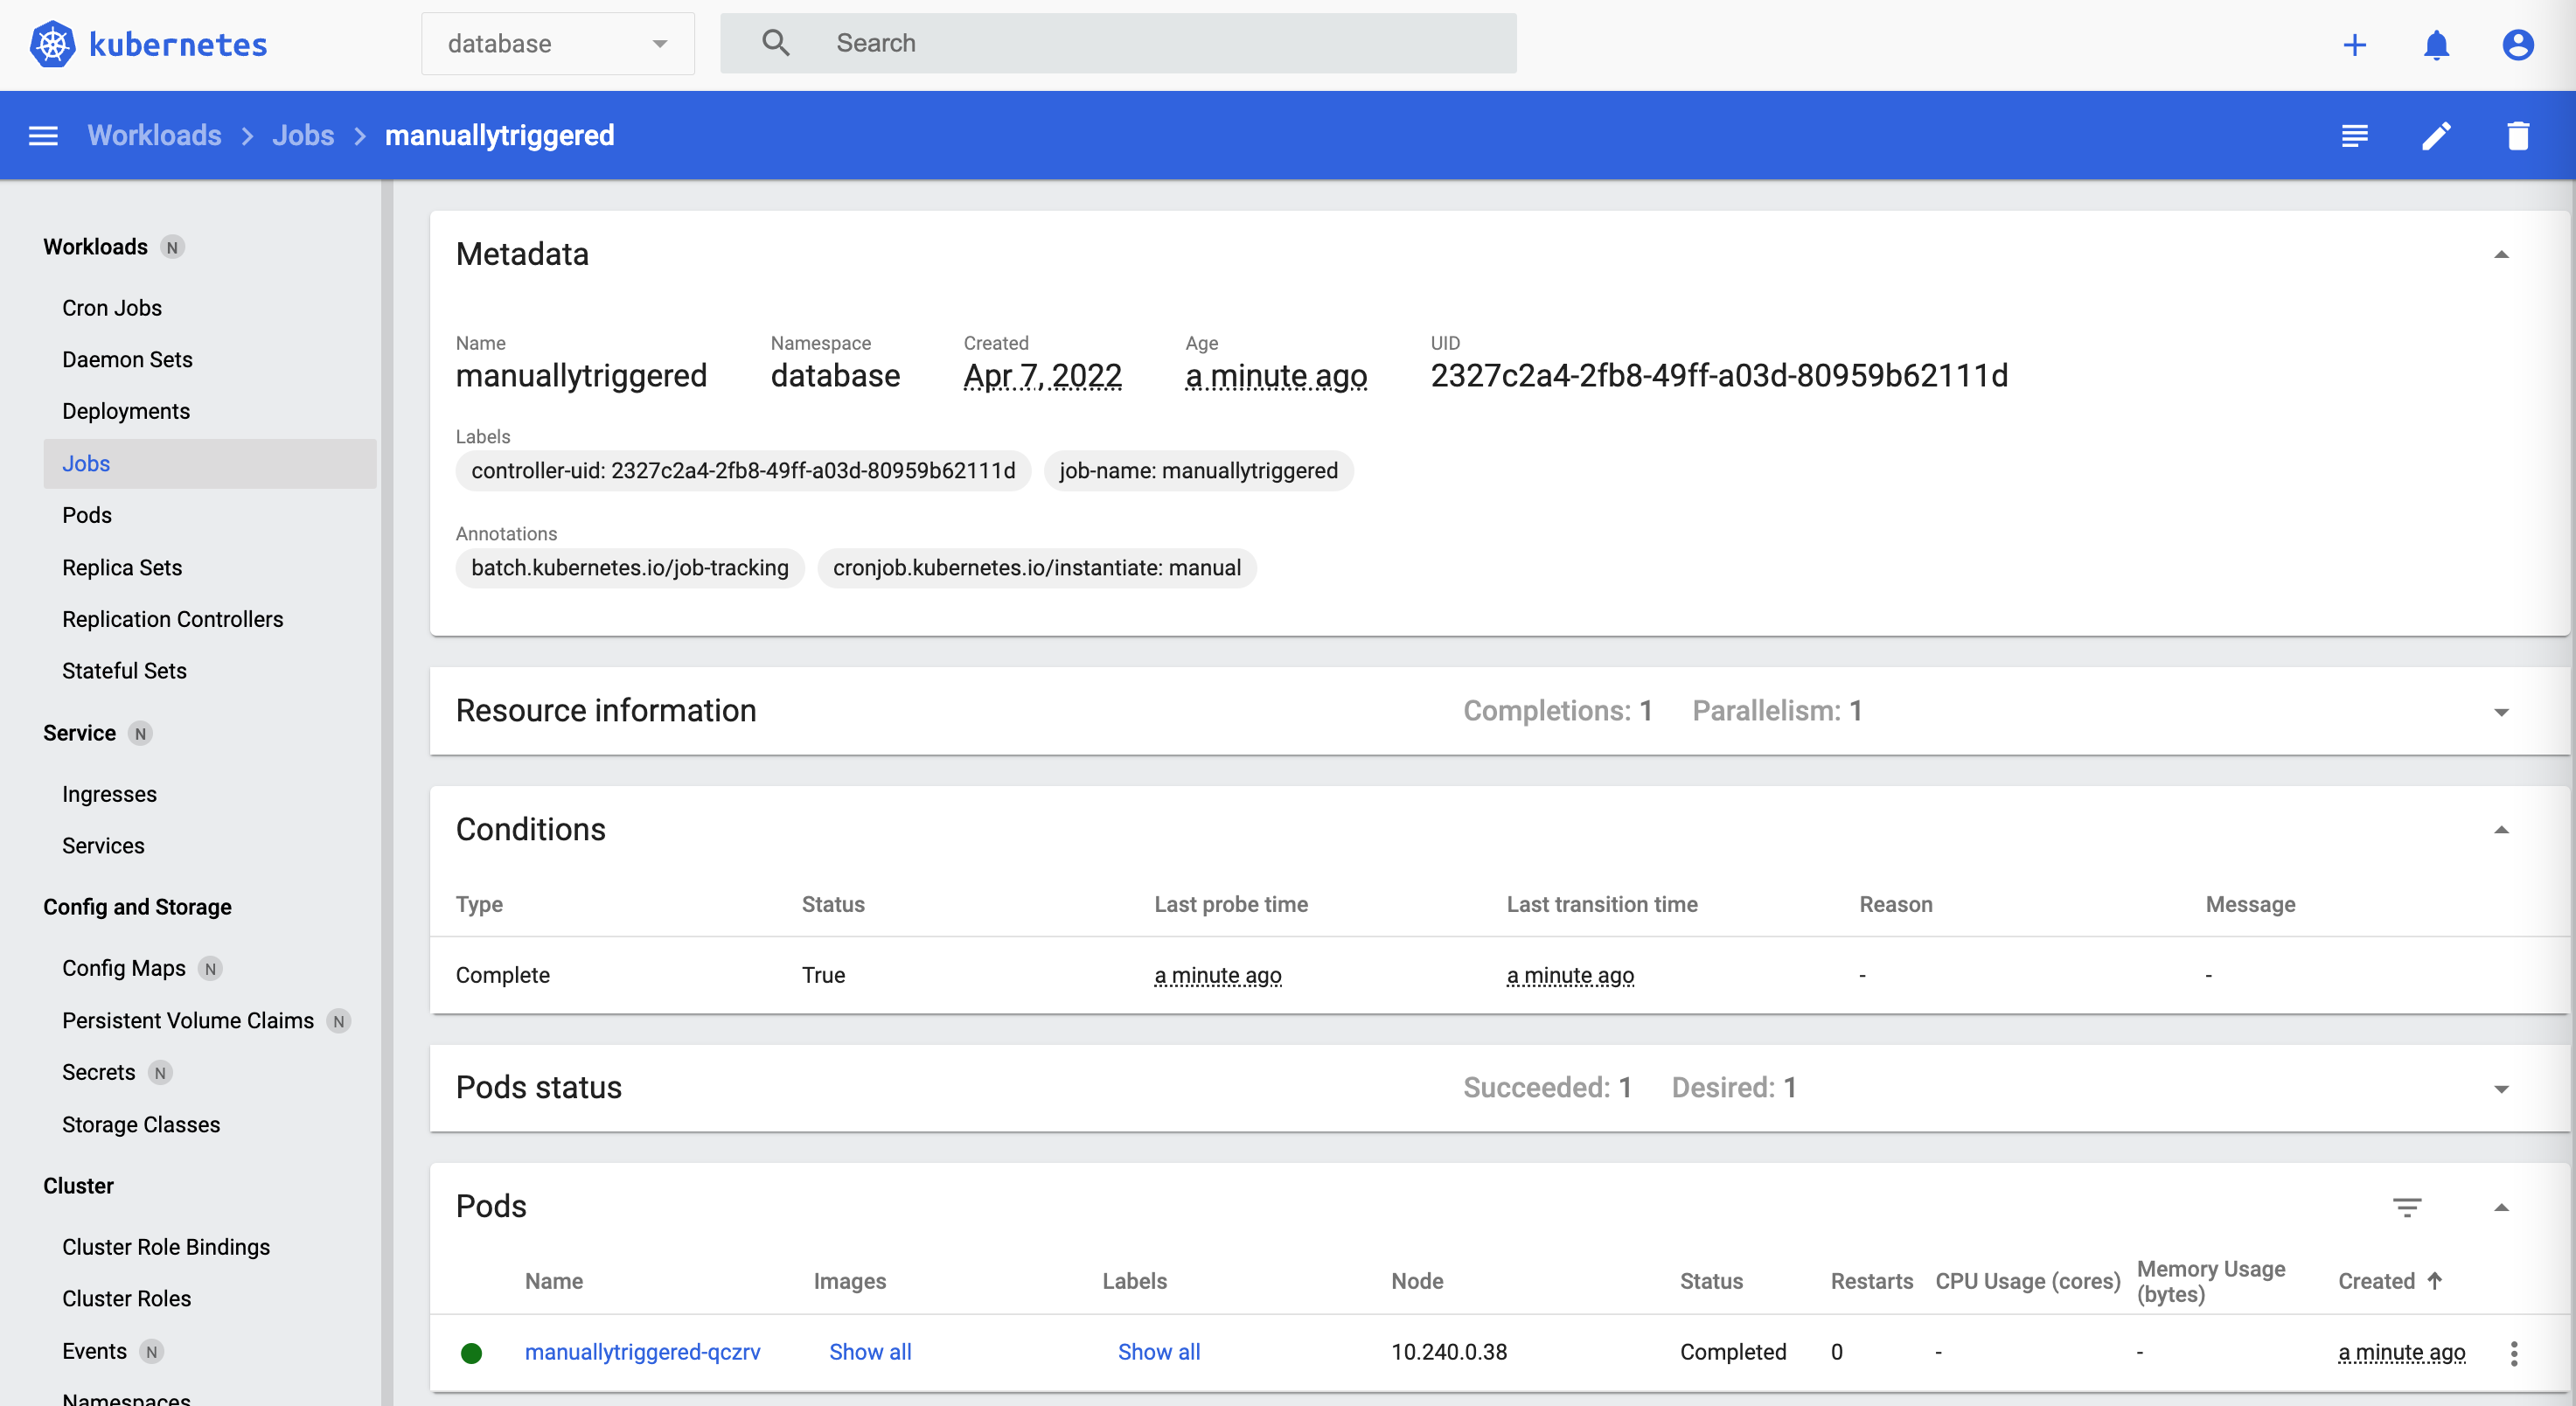 kubernetes
database
Search
Workloads > Jobs > manuallytriggered
Workloads N
Cron Jobs
Daemon Sets
Deployments
Jobs
Pods
Replica Sets
Replication Controllers
Stateful Sets
Service N
Ingresses
Services
Config and Storage
Config Maps N
Persistent Volume Claims N
Secrets N
Storage Classes
Cluster
Cluster Role Bindings
Cluster Roles
Events N
Namespaces
Metadata
Name Namespace Created Age UID
manuallytriggered database Apr 7, 2022 a minute ago 2327c2a4-2fb8-49ff-a03d-80959b62111d
Labels
controller-uid: 2327c2a4-2fb8-49ff-a03d-80959b62111d job-name: manuallytriggered
Annotations
batch.kubernetes.io/job-tracking cronjob.kubernetes.io/instantiate: manual
Resource information Completions: 1 Parallelism: 1
Conditions
Type Status Last probe time Last transition time Reason Message
Complete True a minute ago a minute ago - -
Pods status Succeeded: 1 Desired: 1
Pods
Name Images Labels Node Status Restarts CPU Usage (cores) Memory Usage (bytes) Created
manuallytriggered-qczrv Show all Show all 10.240.0.38 Completed 0 - - a minute ago